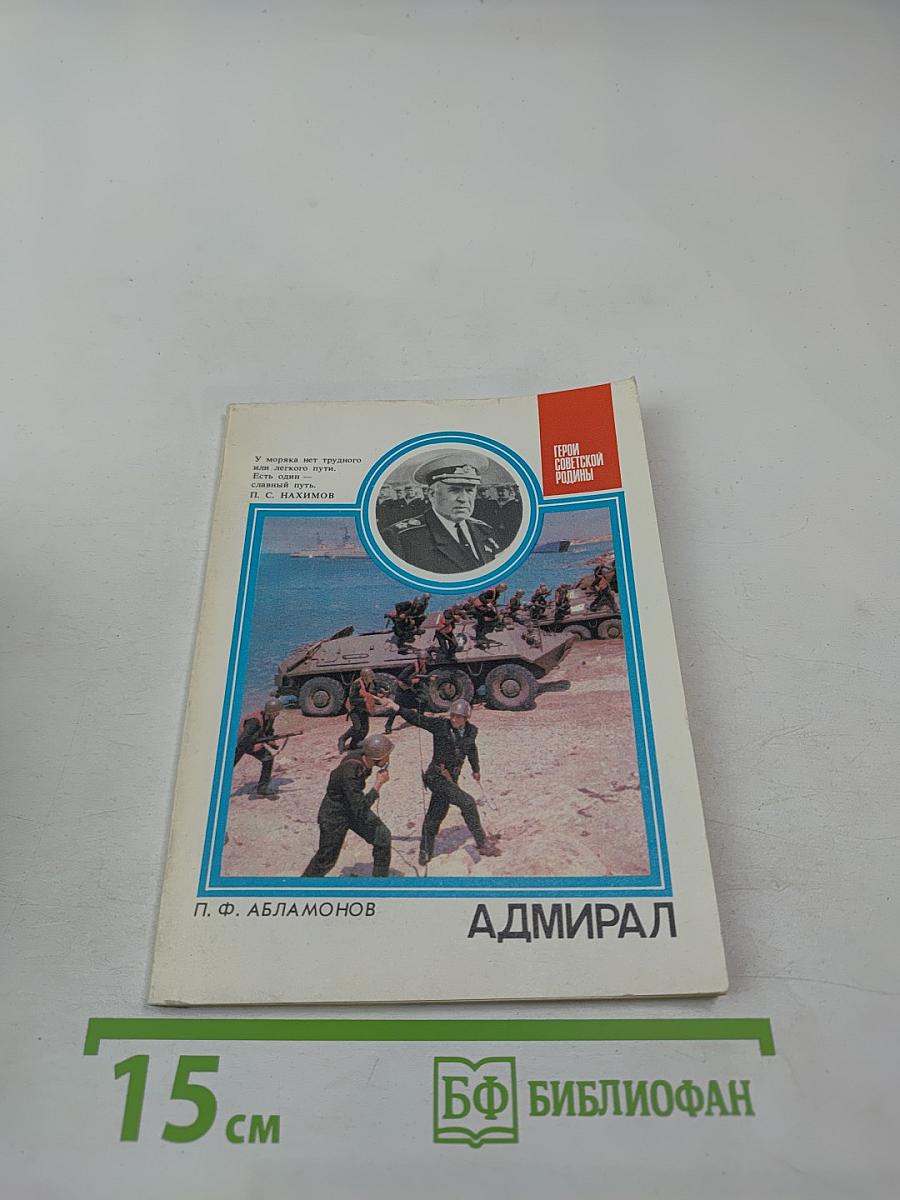 У моряка нет трудного
или легкого пути.
Есть один —
славный путь.
П. С. НАХИМОВ
ГЕРОИ
СОВЕТСКОЙ
РОДИНЫ
П. Ф. АБЛАМОНОВ
АДМИРАЛ
15 см
БФ БИБЛИОФАН